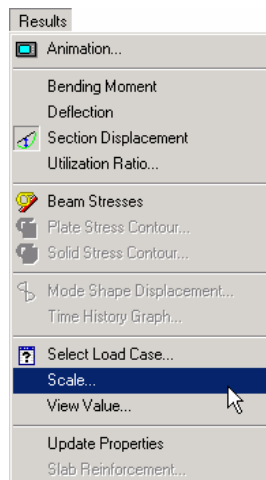 Results
Animation...
Bending Moment
Deflection
Section Displacement
Utilization Ratio...
Beam Stresses
Plate Stress Contour...
Solid Stress Contour...
Mode Shape Displacement...
Time History Graph...
Select Load Case...
Scale...
View Value...
Update Properties
Slab Reinforcement...